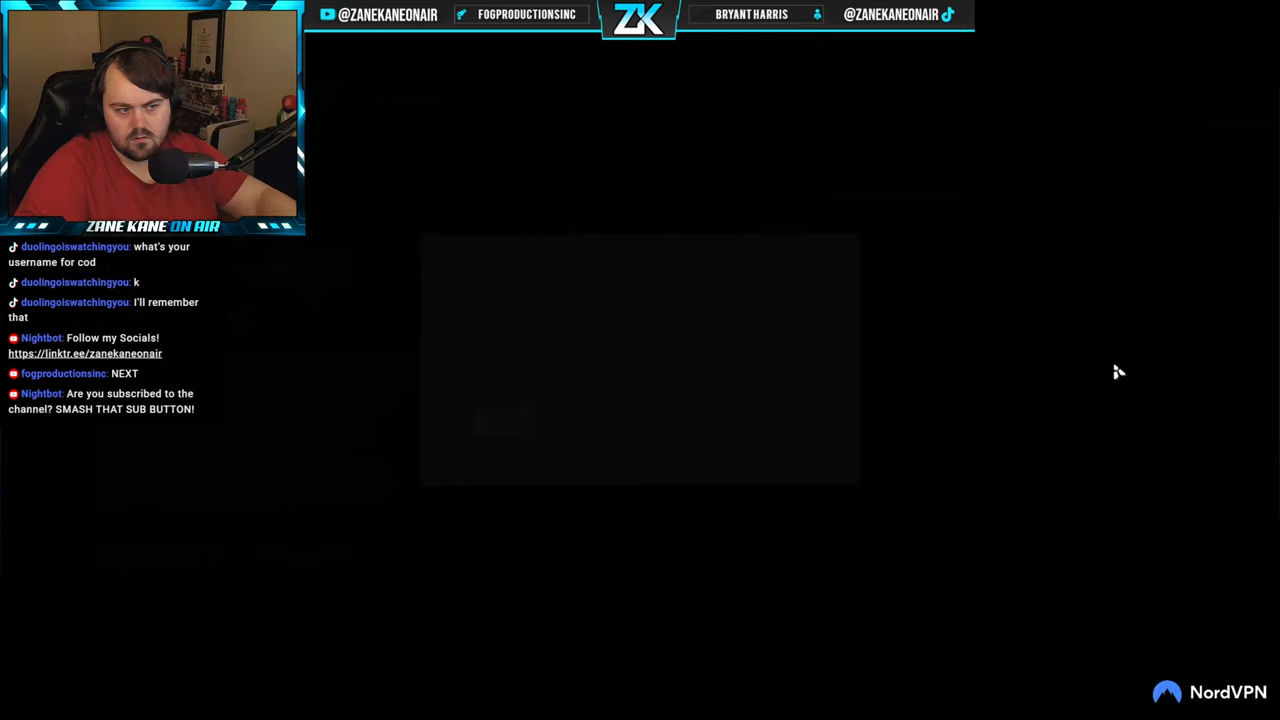 @ZANEKANEONAIR
FOGPRODUCTIONSINC
ZK
BRYANT HARRIS
@ZANEKANEONAIR
ZANE KANE ON AIR
duolingoiswatchingyou: what's your
username for cod
duolingoiswatchingyou: k
duolingoiswatchingyou: I'll remember
that
Nightbot: Follow my Socials!
https://linktr.ee/zanekaneonair
fogproductionsinc: NEXT
Nightbot: Are you subscribed to the
channel? SMASH THAT SUB BUTTON!
NordVPN